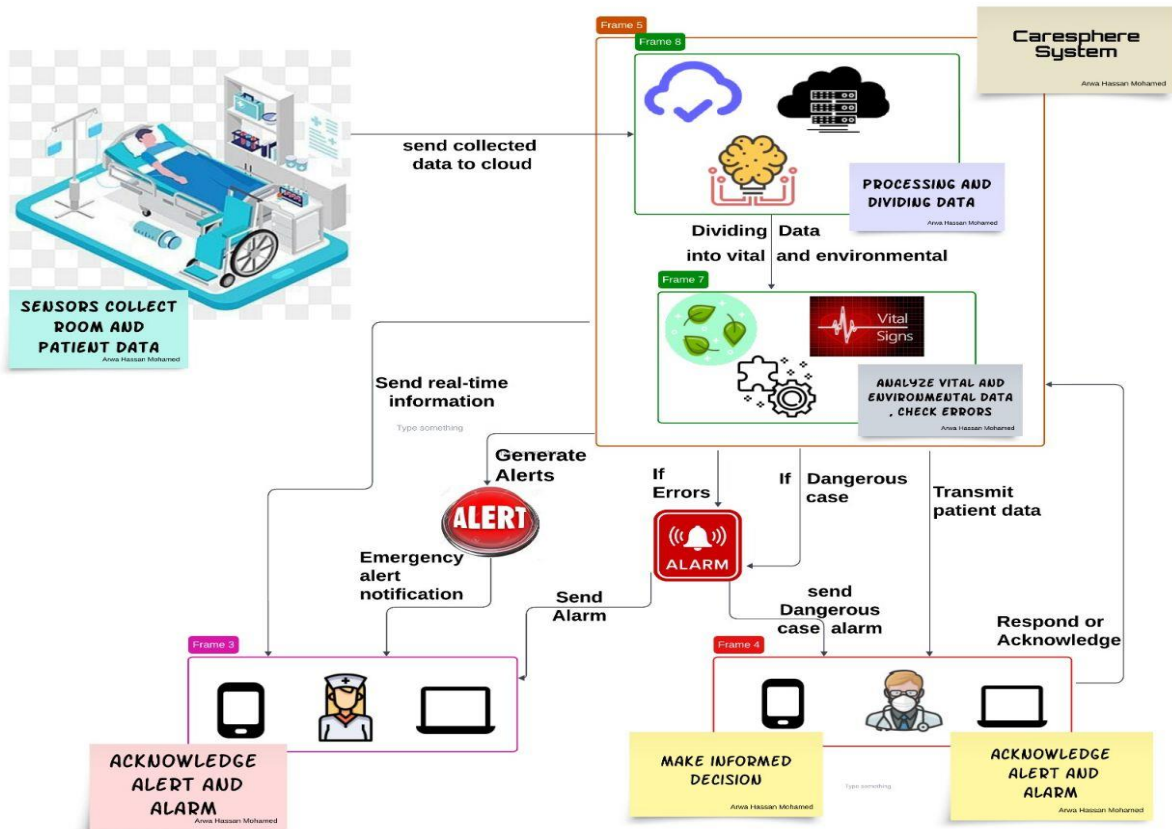 Frame 5
Frame 8
Caresphere
System
Arwa Hassan Mohamed
send collected
data to cloud
PROCESSING AND
DIVIDING DATA
Arwa Hassan Mohamed
Dividing Data
into vital and environmental
Frame 7
SENSORS COLLECT
ROOM AND
PATIENT DATA
Arwa Hassan Mohamed
Vital
Signs
ANALYZE VITAL AND
ENVIRONMENTAL DATA
, CHECK ERRORS
Arwa Hassan Mohamed
Send real-time
information
Type something
Generate
Alerts
ALERT
If
Errors
If Dangerous
case
Transmit
patient data
ALARM
Emergency
alert
notification
Send
Alarm
send
Dangerous
case alarm
Respond or
Acknowledge
Frame 3
Frame 4
ACKNOWLEDGE
ALERT AND
ALARM
Arwa Hassan Mohamed
MAKE INFORMED
DECISION
Arwa Hassan Mohamed
Type something
ACKNOWLEDGE
ALERT AND
ALARM
Arwa Hassan Mohamed